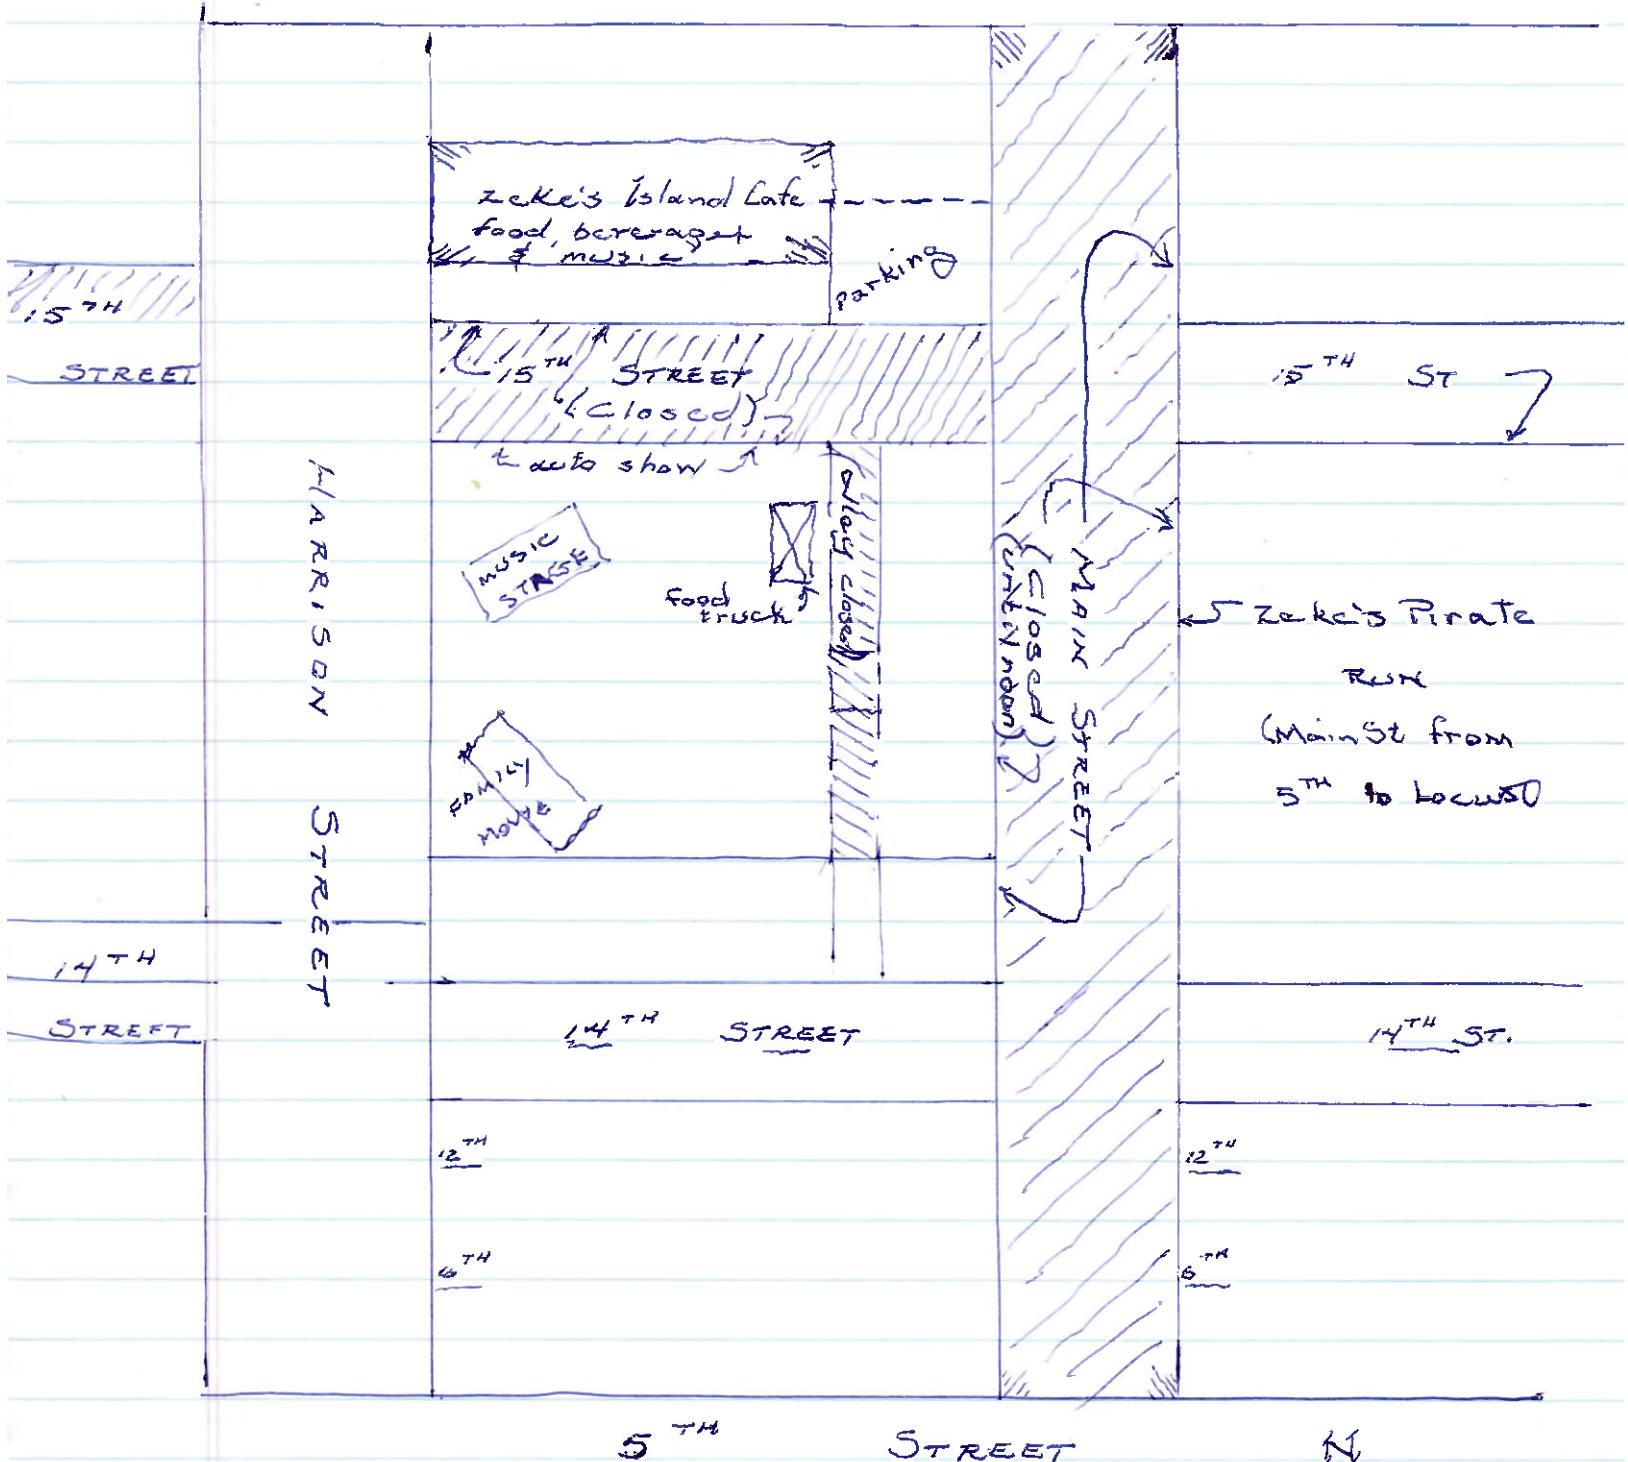 Zeke's Island Cafe
food, beverages
& music
parking
15TH
STREET
15TH STREET
(Closed)
15TH ST
auto show
HARRISON STREET
MUSIC
STAGE
food
truck
alley closed
MAIN STREET
(Closed)
(until noon)
Zeke's Pirate
RUN
(Main St from
5TH to Locust)
FAMILY
MOVIE
14TH
STREET
14TH STREET
14TH ST.
12TH
12TH
6TH
6TH
5TH STREET N